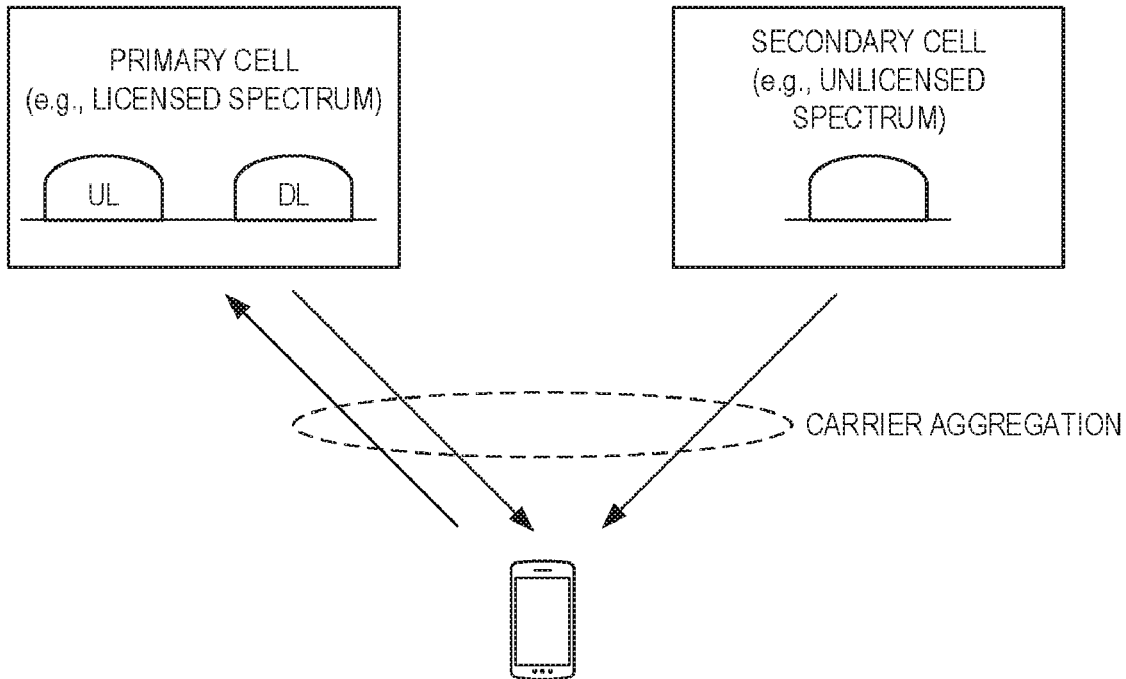 PRIMARY CELL
(e.g., LICENSED SPECTRUM)
UL
DL
SECONDARY CELL
(e.g., UNLICENSED
SPECTRUM)
CARRIER AGGREGATION